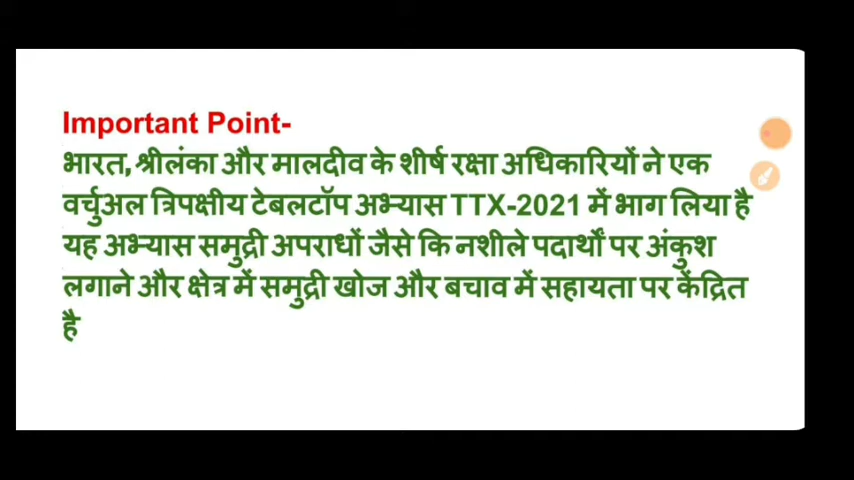 Important Point-
भारत, श्रीलंका और मालदीव के शीर्ष रक्षा अधिकारियों ने एक
वर्चुअल त्रिपक्षीय टेबलटॉप अभ्यास TTX-2021 में भाग लिया है
यह अभ्यास समुद्री अपराधों जैसे कि नशीले पदार्थों पर अंकुश
लगाने और क्षेत्र में समुद्री खोज और बचाव में सहायता पर केंद्रित
है